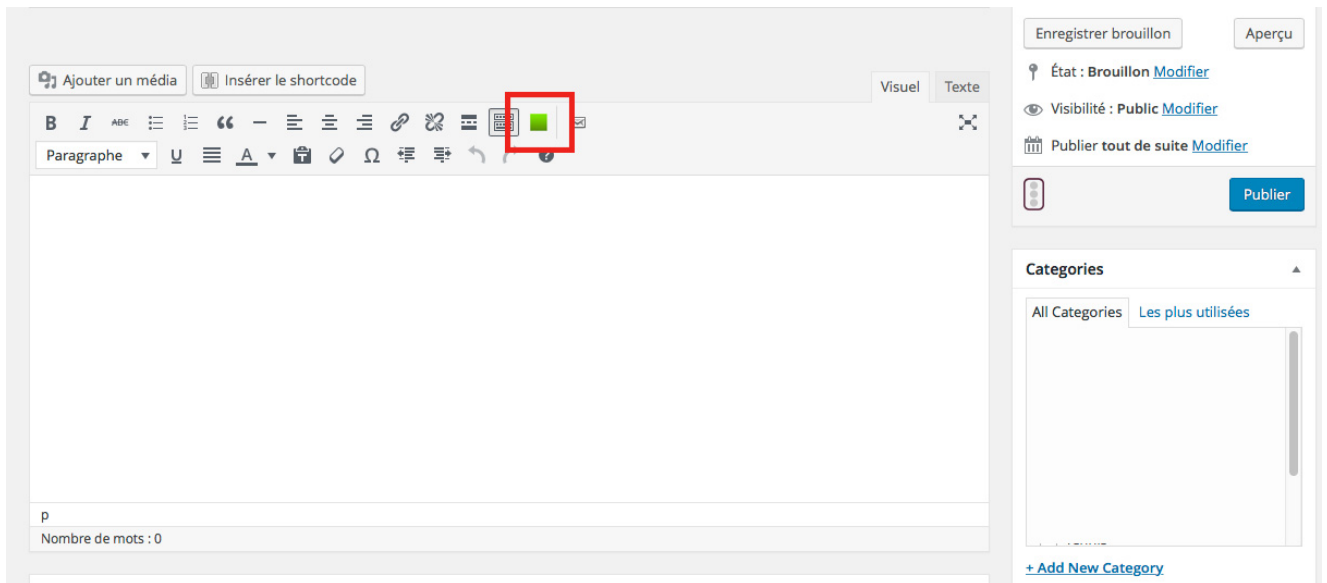 Enregistrer brouillon Aperçu
État : Brouillon Modifier
Visibilité : Public Modifier
Publier tout de suite Modifier
Publier
Ajouter un média Insérer le shortcode
Visuel Texte
B I ABC
Paragraphe U A Ω
p
Nombre de mots : 0
Categories
All Categories Les plus utilisées
+ Add New Category